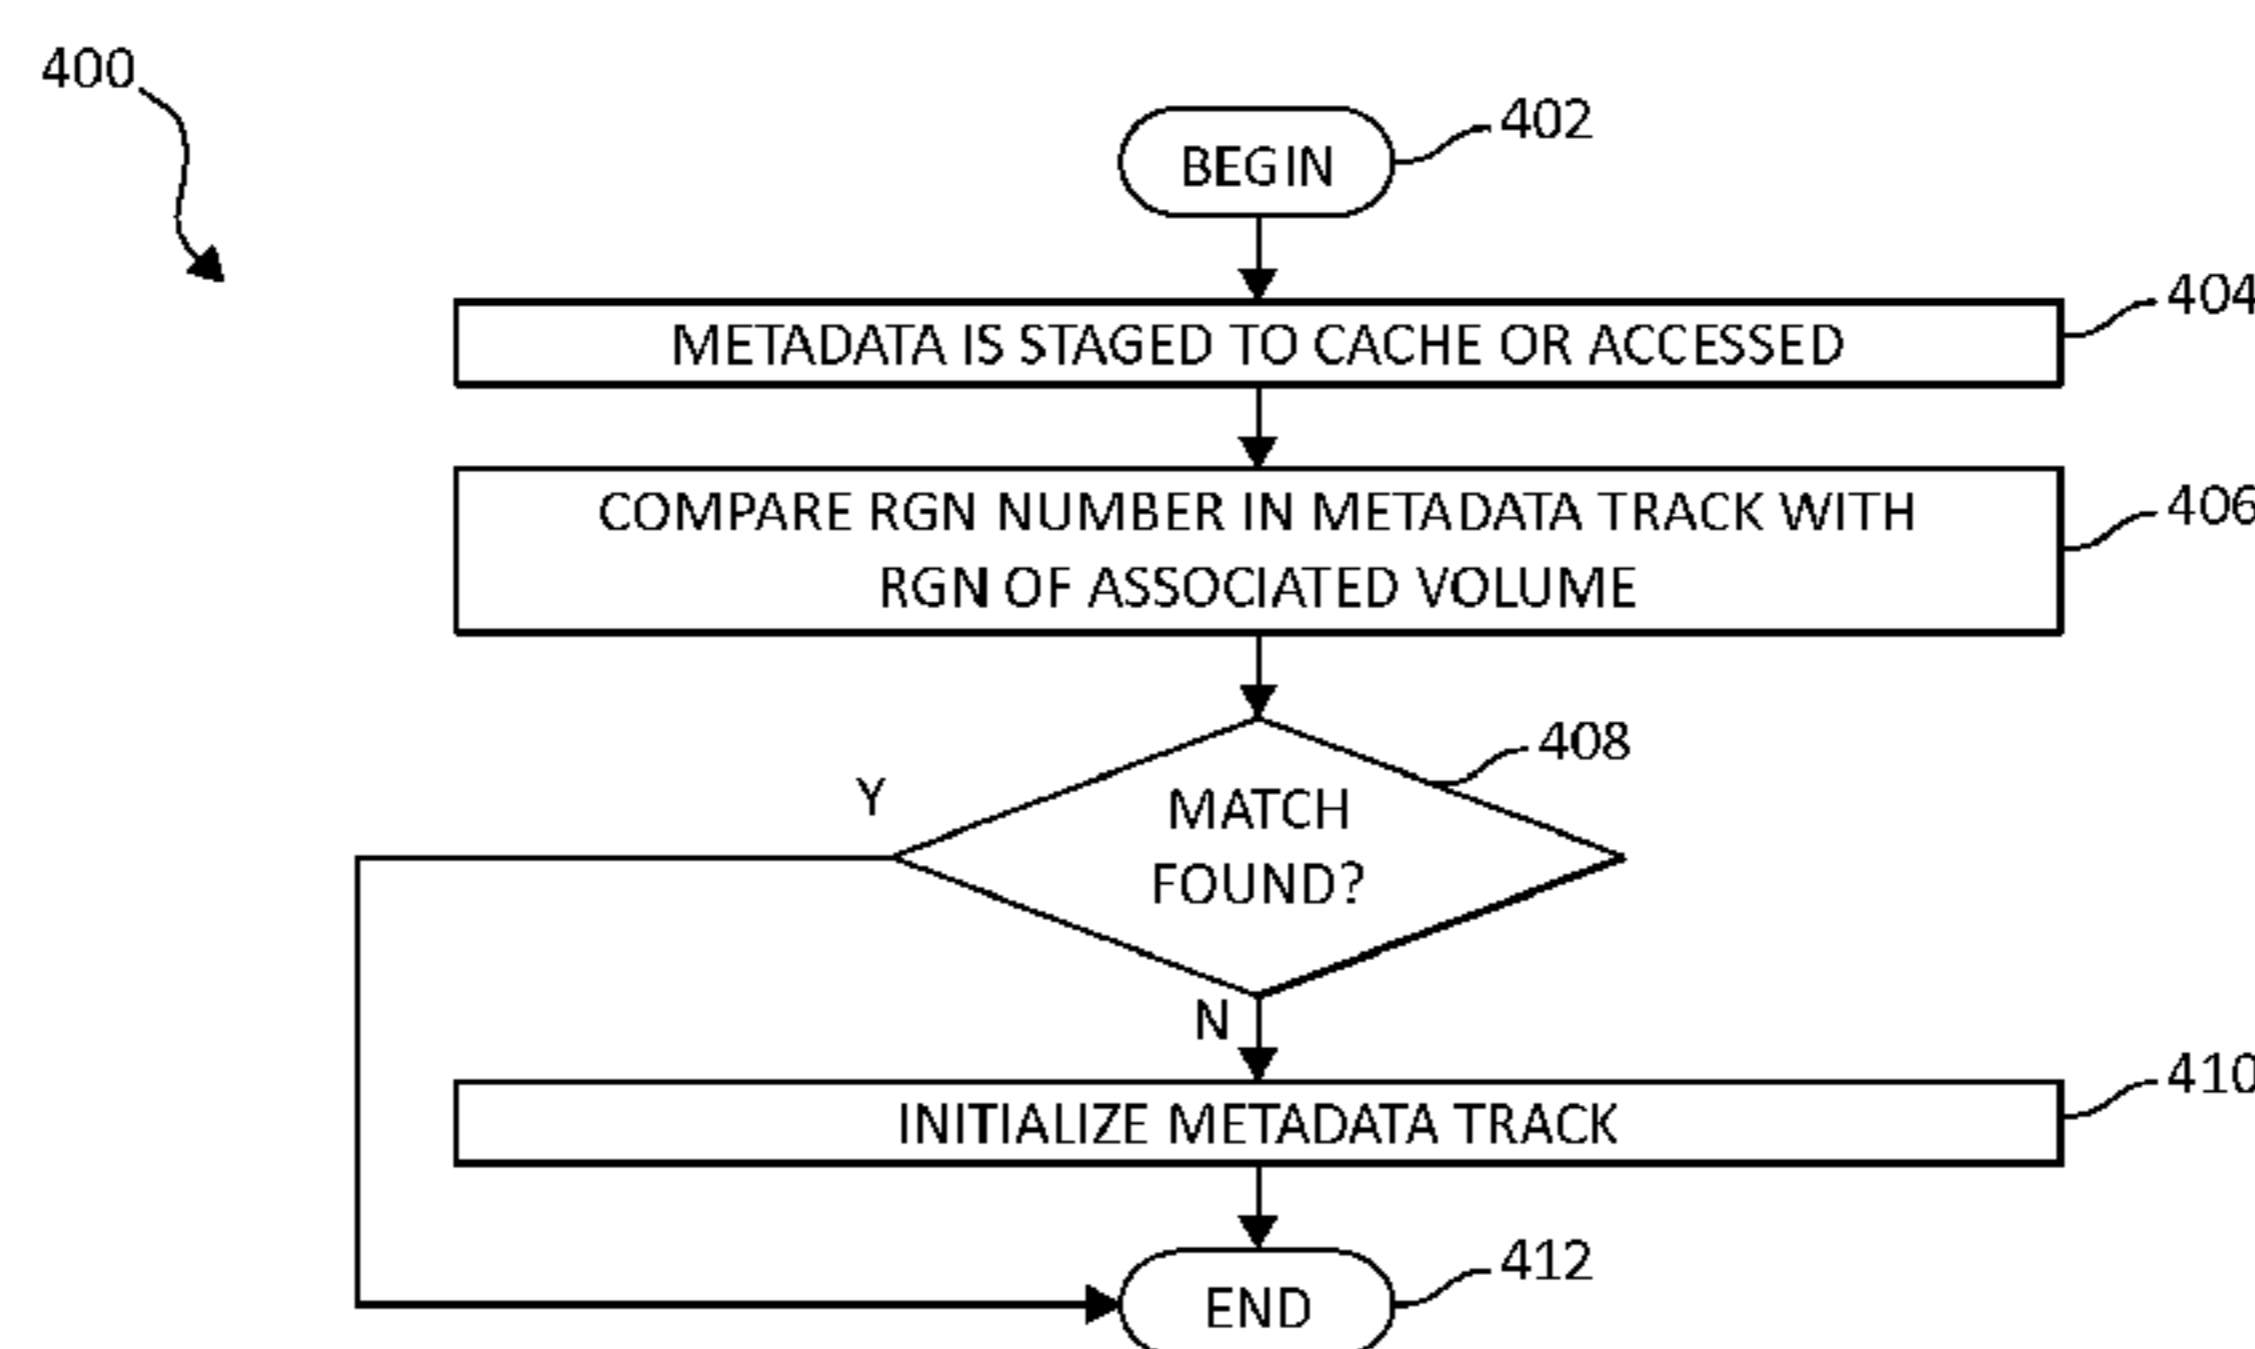 400
BEGIN
402
METADATA IS STAGED TO CACHE OR ACCESSED
404
COMPARE RGN NUMBER IN METADATA TRACK WITH
RGN OF ASSOCIATED VOLUME
406
408
Y
MATCH
FOUND?
N
INITIALIZE METADATA TRACK
410
END
412